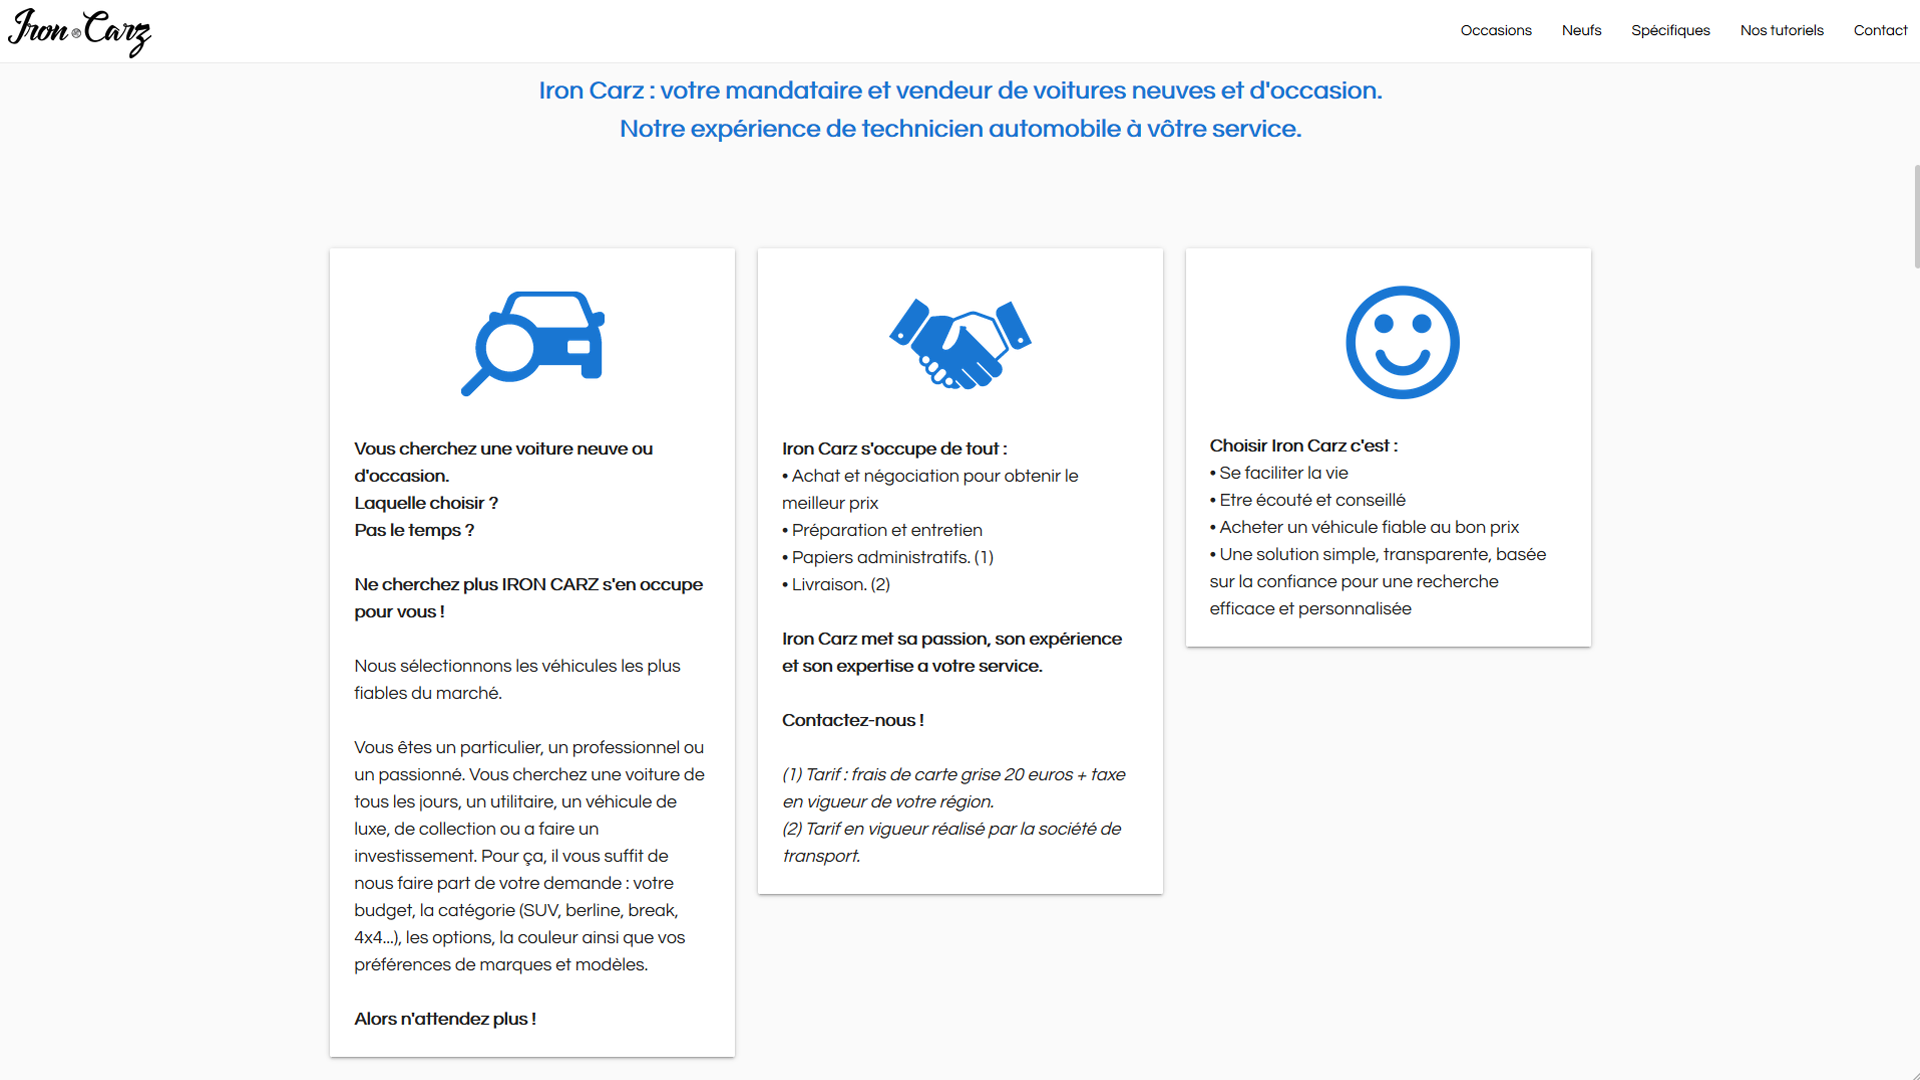 Iron Carz
Occasions
Neufs
Spécifiques
Nos tutoriels
Contact
Iron Carz : votre mandataire et vendeur de voitures neuves et d'occasion.
Notre expérience de technicien automobile à vôtre service.
Vous cherchez une voiture neuve ou
d'occasion.
Laquelle choisir ?
Pas le temps ?
Ne cherchez plus IRON CARZ s'en occupe
pour vous !
Nous sélectionnons les véhicules les plus
fiables du marché.
Vous êtes un particulier, un professionnel ou
un passionné. Vous cherchez une voiture de
tous les jours, un utilitaire, un véhicule de
luxe, de collection ou a faire un
investissement. Pour ça, il vous suffit de
nous faire part de votre demande : votre
budget, la catégorie (SUV, berline, break,
4x4...), les options, la couleur ainsi que vos
préférences de marques et modèles.
Alors n'attendez plus !
Iron Carz s'occupe de tout :
• Achat et négociation pour obtenir le
meilleur prix
• Préparation et entretien
• Papiers administratifs. (1)
• Livraison. (2)
Iron Carz met sa passion, son expérience
et son expertise a votre service.
Contactez-nous !
(1) Tarif : frais de carte grise 20 euros + taxe
en vigueur de votre région.
(2) Tarif en vigueur réalisé par la société de
transport.
Choisir Iron Carz c'est :
• Se faciliter la vie
• Etre écouté et conseillé
• Acheter un véhicule fiable au bon prix
• Une solution simple, transparente, basée
sur la confiance pour une recherche
efficace et personnalisée